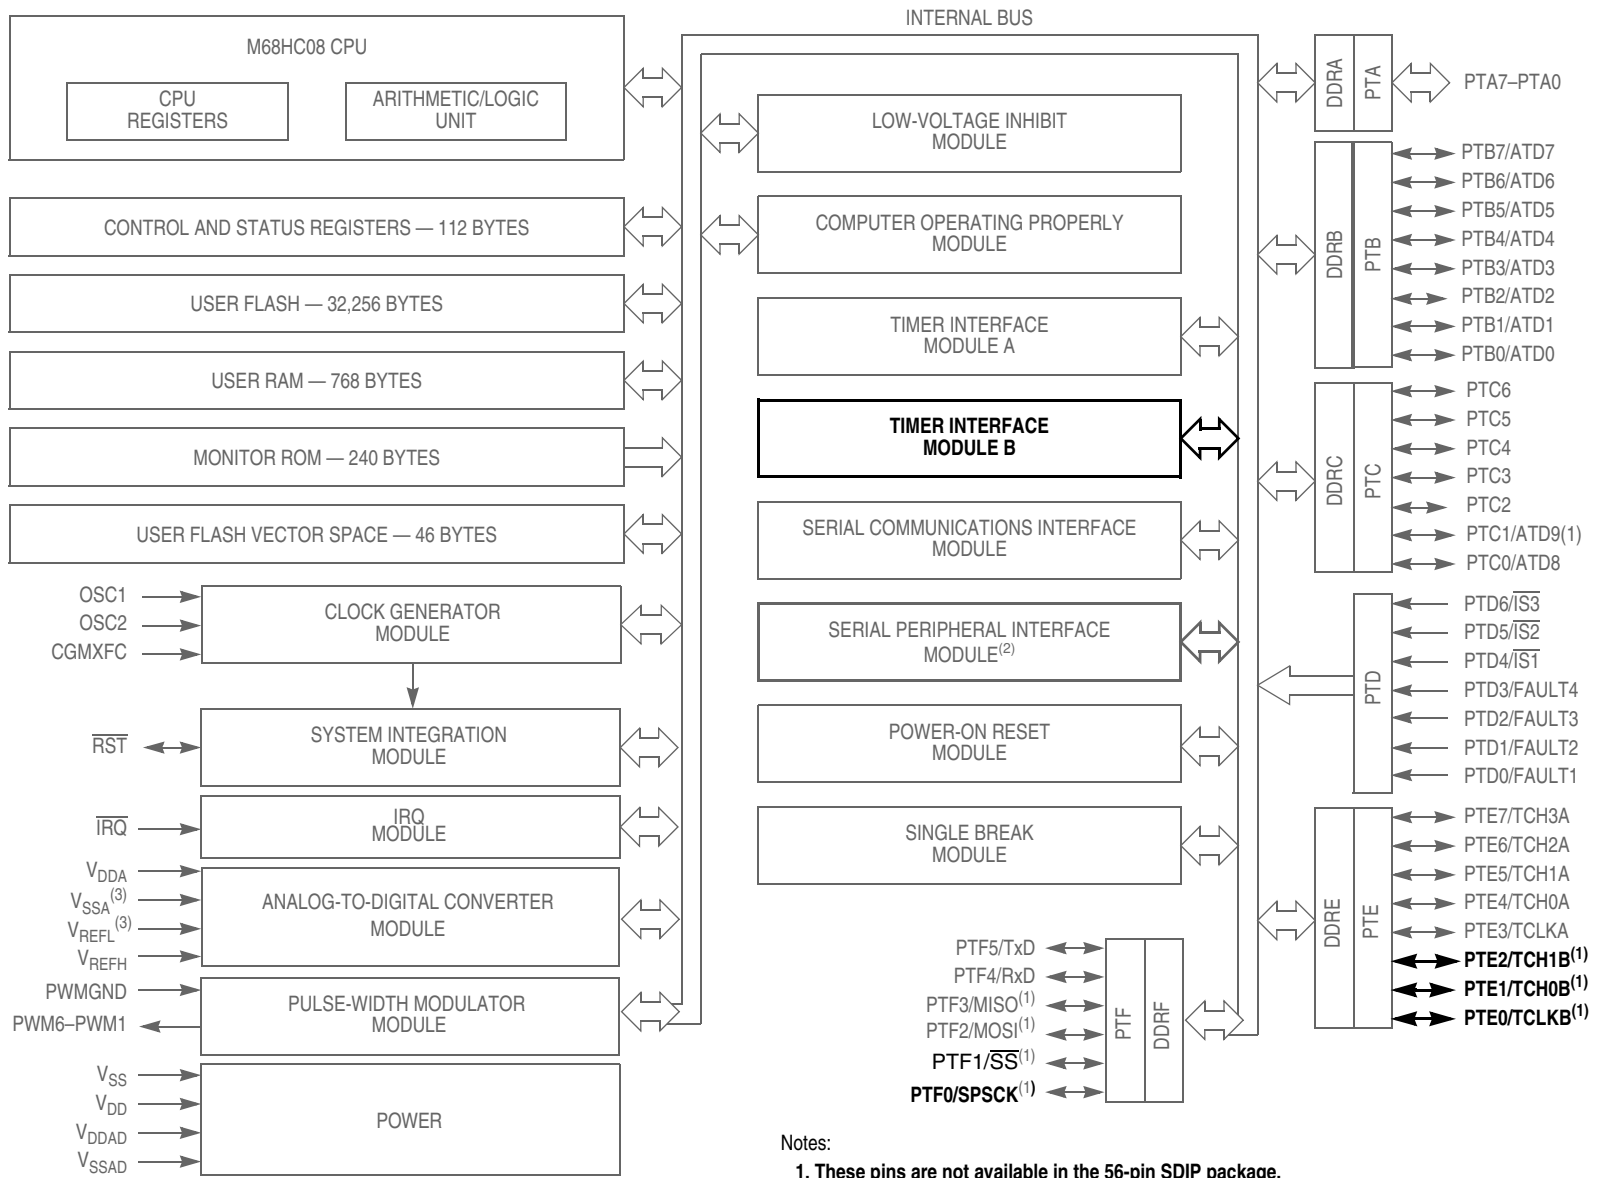 INTERNAL BUS
M68HC08 CPU
CPU
REGISTERS
ARITHMETIC/LOGIC
UNIT
CONTROL AND STATUS REGISTERS — 112 BYTES
USER FLASH — 32,256 BYTES
USER RAM — 768 BYTES
MONITOR ROM — 240 BYTES
USER FLASH VECTOR SPACE — 46 BYTES
OSC1
OSC2
CGMXFC
CLOCK GENERATOR
MODULE
RST
SYSTEM INTEGRATION
MODULE
IRQ
IRQ
MODULE
VDDA
VSSA(3)
VREFL(3)
VREFH
ANALOG-TO-DIGITAL CONVERTER
MODULE
PWMGND
PWM6–PWM1
PULSE-WIDTH MODULATOR
MODULE
VSS
VDD
VDDAD
VSSAD
POWER
LOW-VOLTAGE INHIBIT
MODULE
COMPUTER OPERATING PROPERLY
MODULE
TIMER INTERFACE
MODULE A
TIMER INTERFACE
MODULE B
SERIAL COMMUNICATIONS INTERFACE
MODULE
SERIAL PERIPHERAL INTERFACE
MODULE(2)
POWER-ON RESET
MODULE
SINGLE BREAK
MODULE
PTF5/TxD
PTF4/RxD
PTF3/MISO(1)
PTF2/MOSI(1)
PTF1/SS(1)
PTF0/SPSCK(1)
PTF
DDRF
DDRA
PTA
PTA7–PTA0
DDRB
PTB
PTB7/ATD7
PTB6/ATD6
PTB5/ATD5
PTB4/ATD4
PTB3/ATD3
PTB2/ATD2
PTB1/ATD1
PTB0/ATD0
DDRC
PTC
PTC6
PTC5
PTC4
PTC3
PTC2
PTC1/ATD9(1)
PTC0/ATD8
PTD
PTD6/IS3
PTD5/IS2
PTD4/IS1
PTD3/FAULT4
PTD2/FAULT3
PTD1/FAULT2
PTD0/FAULT1
DDRE
PTE
PTE7/TCH3A
PTE6/TCH2A
PTE5/TCH1A
PTE4/TCH0A
PTE3/TCLKA
PTE2/TCH1B(1)
PTE1/TCH0B(1)
PTE0/TCLKB(1)
Notes:
1. These pins are not available in the 56-pin SDIP package.